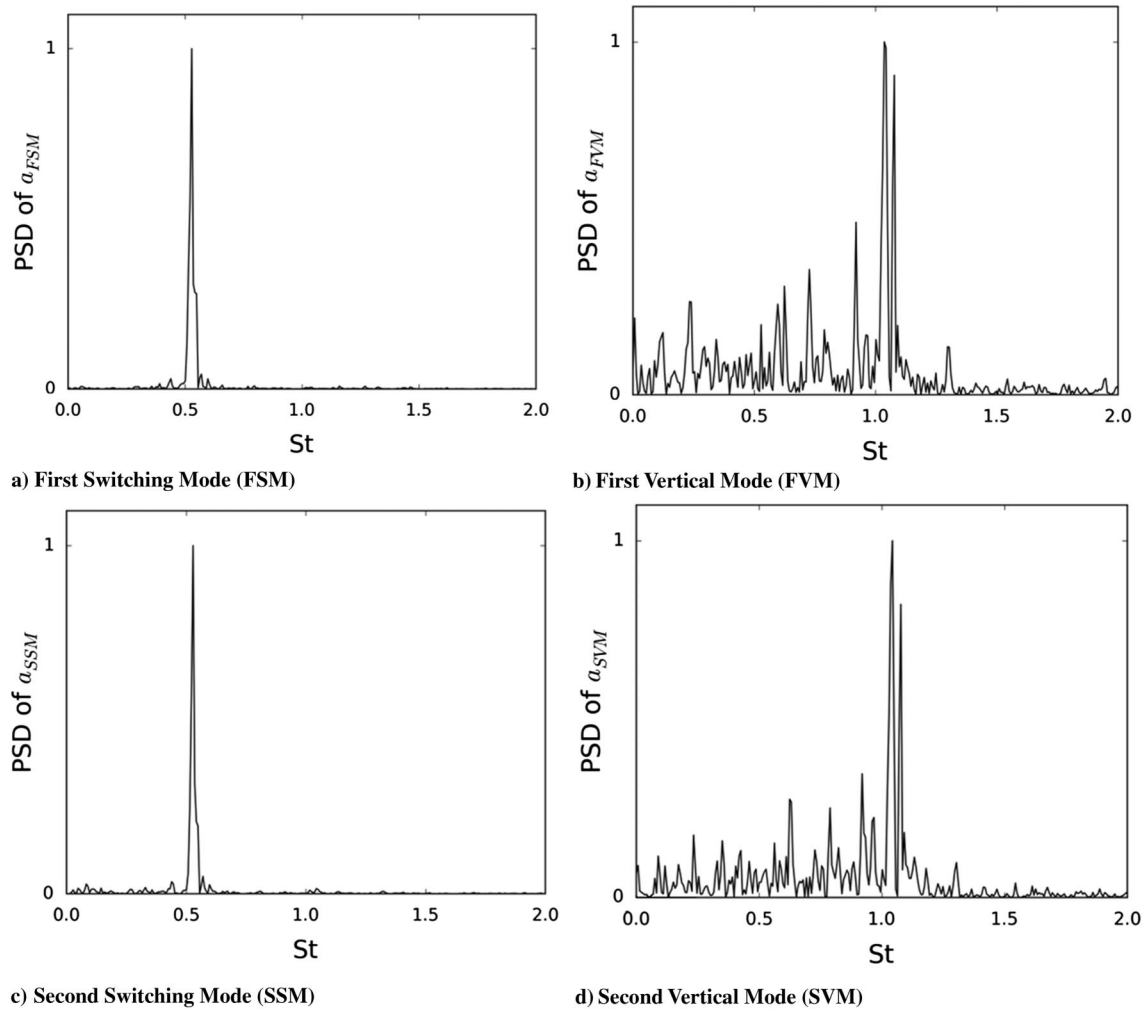 1
PSD of a_FSM
0
0.0 0.5 1.0 1.5 2.0
St
a) First Switching Mode (FSM)
1
PSD of a_FVM
0
0.0 0.5 1.0 1.5 2.0
St
b) First Vertical Mode (FVM)
1
PSD of a_SSM
0
0.0 0.5 1.0 1.5 2.0
St
c) Second Switching Mode (SSM)
1
PSD of a_SVM
0
0.0 0.5 1.0 1.5 2.0
St
d) Second Vertical Mode (SVM)